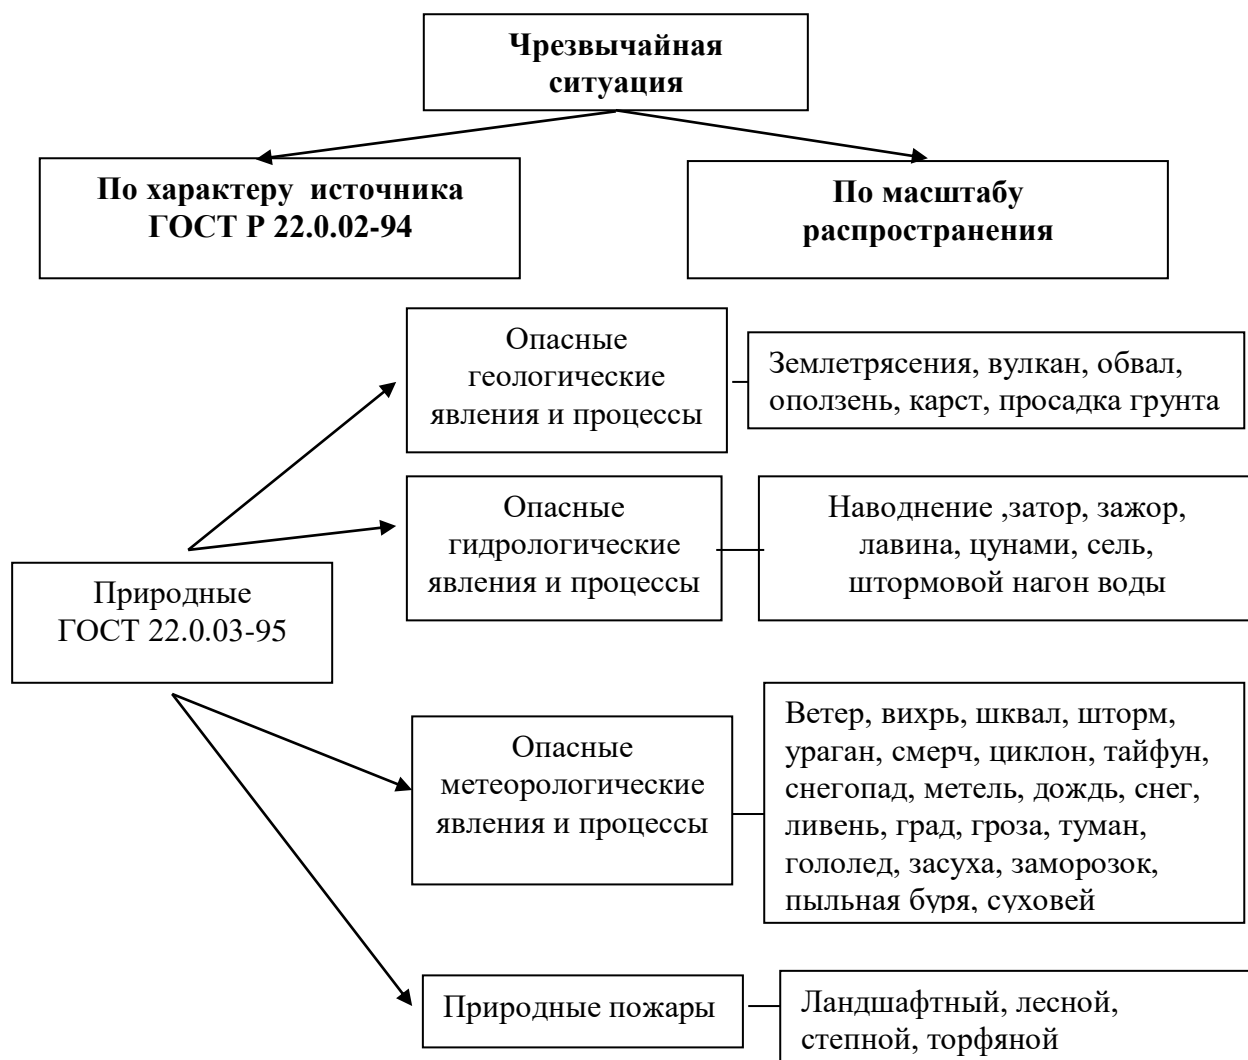 Чрезвычайная
ситуация
По характеру источника
ГОСТ Р 22.0.02-94
По масштабу
распространения
Опасные
геологические
явления и процессы
Землетрясения, вулкан, обвал,
оползень, карст, просадка грунта
Опасные
гидрологические
явления и процессы
Наводнение ,затор, зажор,
лавина, цунами, сель,
штормовой нагон воды
Природные
ГОСТ 22.0.03-95
Опасные
метеорологические
явления и процессы
Ветер, вихрь, шквал, шторм,
ураган, смерч, циклон, тайфун,
снегопад, метель, дождь, снег,
ливень, град, гроза, туман,
гололед, засуха, заморозок,
пыльная буря, суховей
Природные пожары
Ландшафтный, лесной,
степной, торфяной